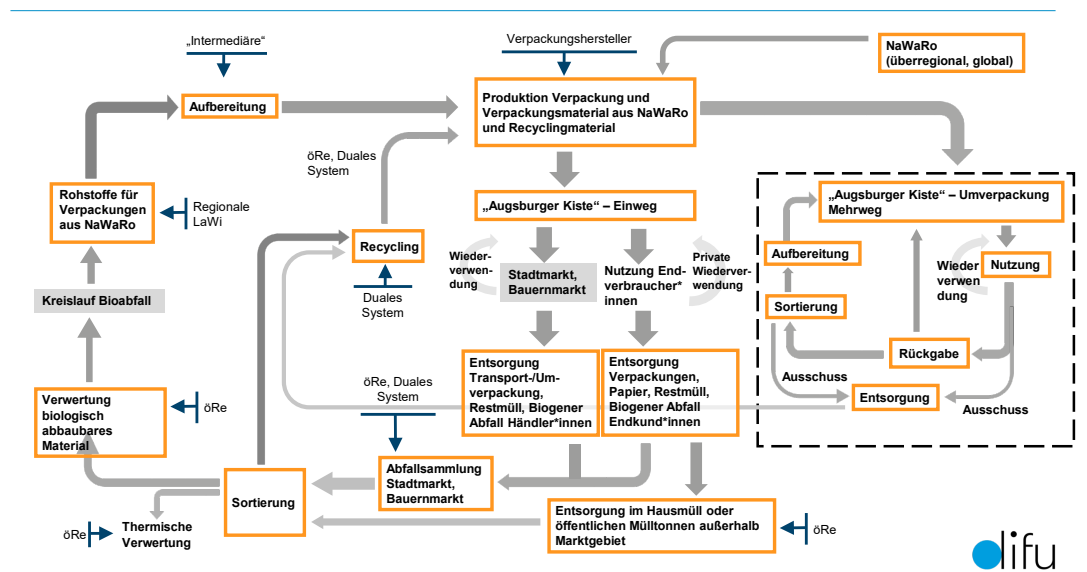 „Intermediäre“
Verpackungshersteller
NaWaRo
(überregional, global)
Aufbereitung
Produktion Verpackung und
Verpackungsmaterial aus NaWaRo
und Recyclingmaterial
öRe, Duales
System
Rohstoffe für
Verpackungen
aus NaWaRo
Regionale
LaWi
„Augsburger Kiste“ – Einweg
„Augsburger Kiste“ – Umverpackung
Mehrweg
Recycling
Wieder-
verwen-
dung
Stadtmarkt,
Bauernmarkt
Nutzung End-
verbraucher*
innen
Private
Wiederver-
wendung
Aufbereitung
Wieder
verwen
dung
Nutzung
Kreislauf Bioabfall
Duales
System
Sortierung
Rückgabe
Entsorgung
Transport-/Um-
verpackung,
Restmüll, Biogener
Abfall Händler*innen
Entsorgung
Verpackungen,
Papier, Restmüll,
Biogener Abfall
Endkund*innen
Ausschuss
Entsorgung
Ausschuss
öRe, Duales
System
Verwertung
biologisch
abbaubares
Material
öRe
Abfallsammlung
Stadtmarkt,
Bauernmarkt
Sortierung
Entsorgung im Hausmüll oder
öffentlichen Mülltonnen außerhalb
Marktgebiet
öRe
öRe
Thermische
Verwertung
difu